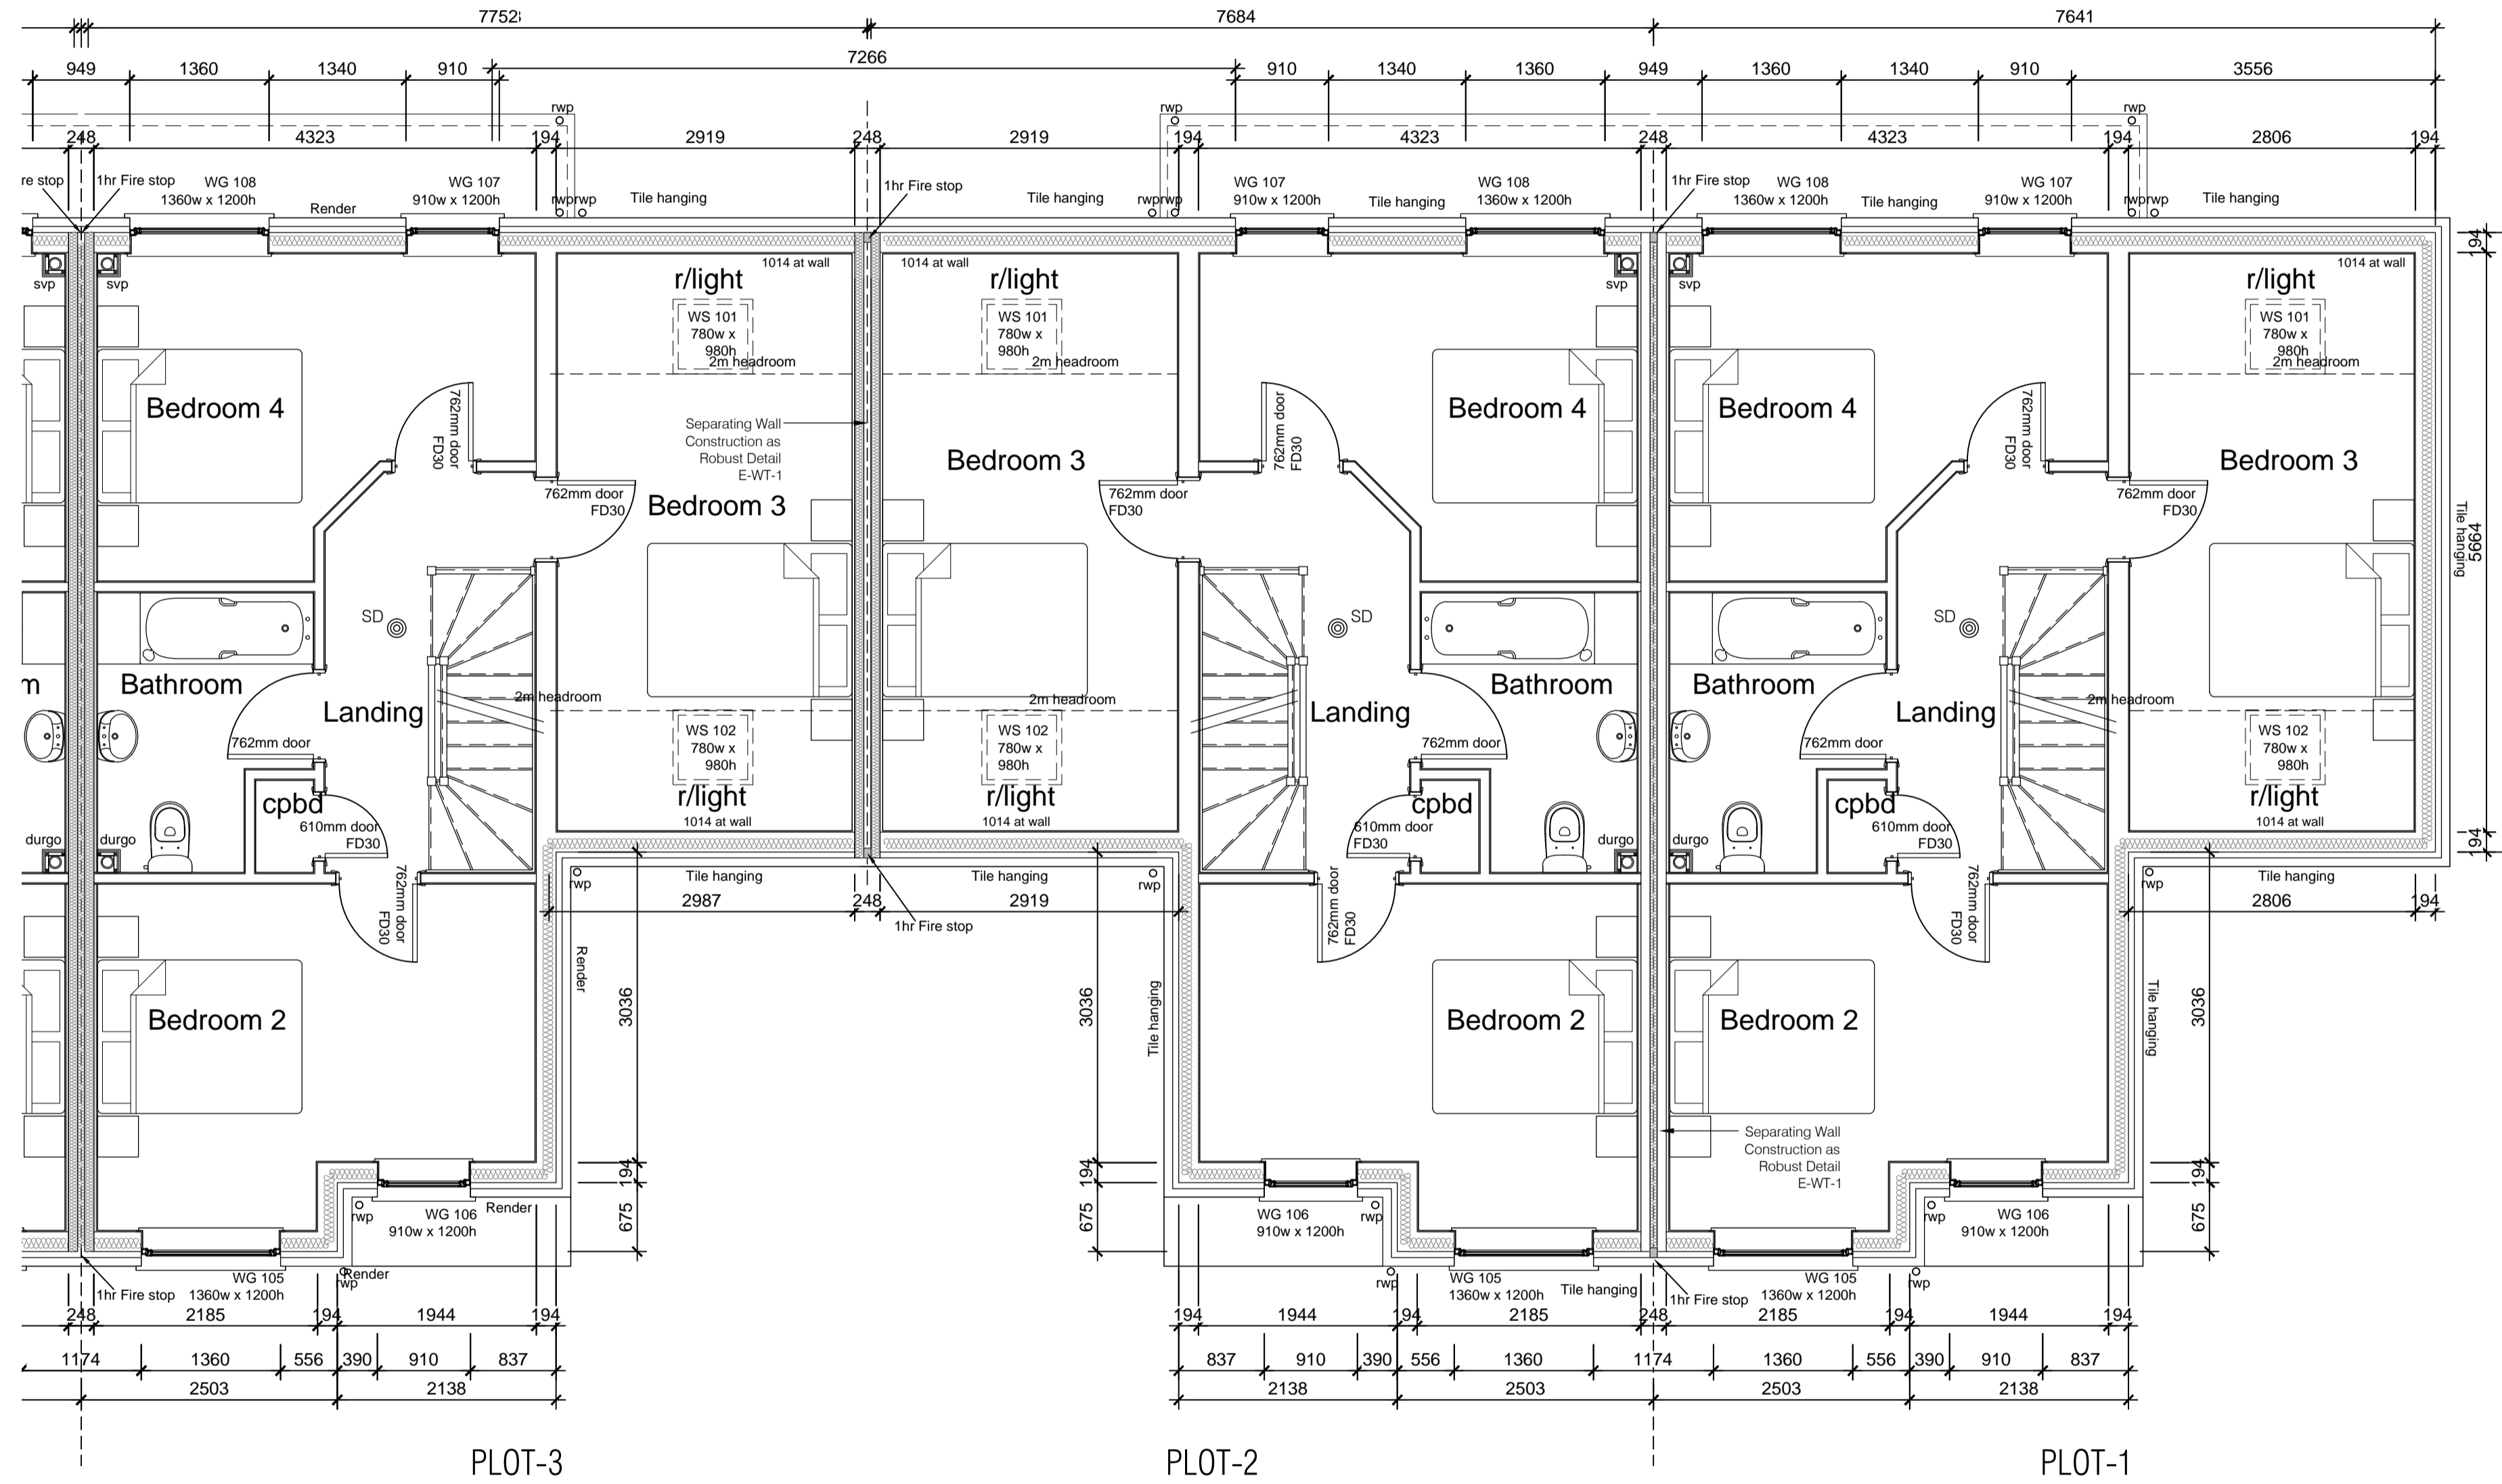 7752
7684
7641
7266
949
1360
1340
910
910
1340
1360
949
1360
1340
910
3556
rwp
rwp
rwp
248
4323
194
2919
248
2919
194
4323
248
4323
194
2806
194
re stop
1hr Fire stop
WG 108
1360w x 1200h
Render
WG 107
910w x 1200h
rwp
rwp
Tile hanging
1hr Fire stop
Tile hanging
rwp
rwp
WG 107
910w x 1200h
Tile hanging
WG 108
1360w x 1200h
1hr Fire stop
WG 108
1360w x 1200h
Tile hanging
WG 107
910w x 1200h
rwp
rwp
Tile hanging
194
svp
svp
1014 at wall
1014 at wall
svp
svp
1014 at wall
r/light
r/light
r/light
WS 101
780w x
980h
2m headroom
WS 101
780w x
980h
2m headroom
WS 101
780w x
980h
2m headroom
Bedroom 4
762mm door
FD30
Separating Wall
Construction as
Robust Detail
E-WT-1
Bedroom 3
762mm door
FD30
Bedroom 4
Bedroom 4
762mm door
FD30
Bedroom 3
762mm door
FD30
Bedroom 3
762mm door
FD30
762mm door
FD30
Tile hanging
5664
SD
SD
SD
m
Bathroom
Landing
2m headroom
2m headroom
Landing
Bathroom
Bathroom
Landing
2m headroom
762mm door
WS 102
780w x
980h
WS 102
780w x
980h
762mm door
762mm door
WS 102
780w x
980h
r/light
r/light
r/light
cpbd
610mm door
FD30
1014 at wall
1014 at wall
cpbd
610mm door
FD30
cpbd
610mm door
FD30
1014 at wall
durgo
durgo
durgo
durgo
194
762mm door
FD30
rwp
Tile hanging
Tile hanging
rwp
762mm door
FD30
762mm door
FD30
rwp
Tile hanging
2987
248
2919
2806
194
1hr Fire stop
Render
3036
3036
Tile hanging
Tile hanging
3036
Bedroom 2
Bedroom 2
Bedroom 2
Separating Wall
Construction as
Robust Detail
E-WT-1
194
194
194
675
675
675
rwp
WG 106
910w x 1200h
Render
WG 106
910w x 1200h
rwp
rwp
WG 106
910w x 1200h
1hr Fire stop
WG 105
1360w x 1200h
Render
rwp
rwp
WG 105
1360w x 1200h
Tile hanging
1hr Fire stop
WG 105
1360w x 1200h
rwp
248
2185
194
1944
194
194
1944
194
2185
248
2185
194
1944
194
1174
1360
556
390
910
837
837
910
390
556
1360
1174
1360
556
390
910
837
2503
2138
2138
2503
2503
2138
PLOT-3
PLOT-2
PLOT-1